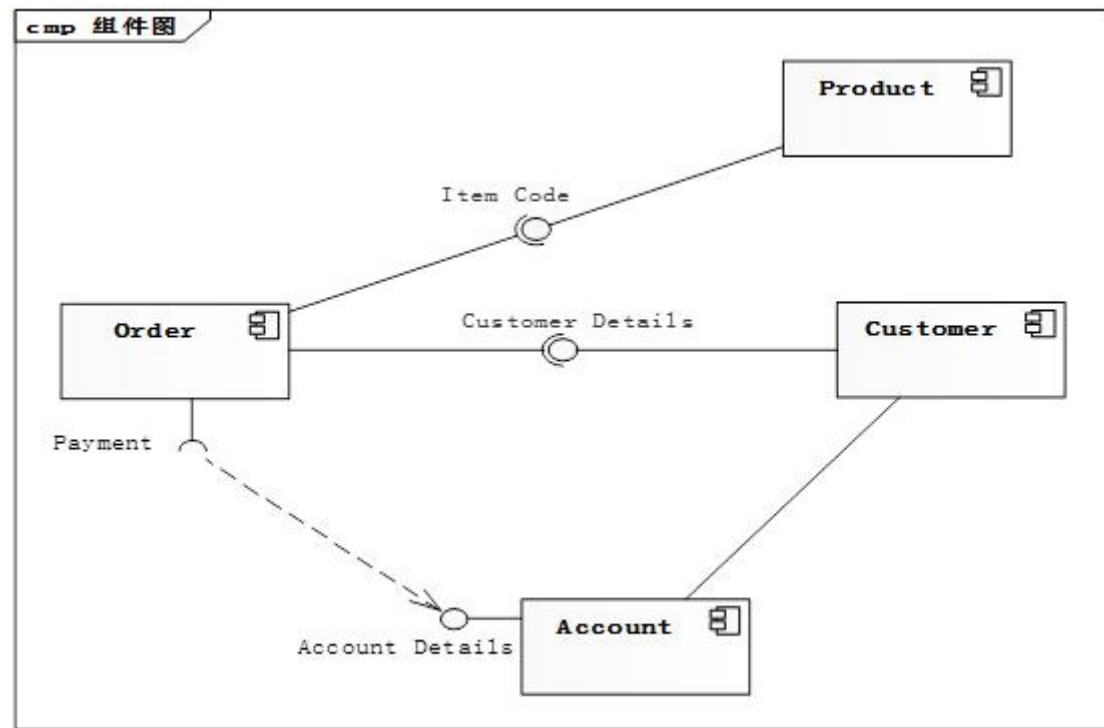 cmp 组件图
Product
Item Code
Order
Customer Details
Customer
Payment
Account
Account Details